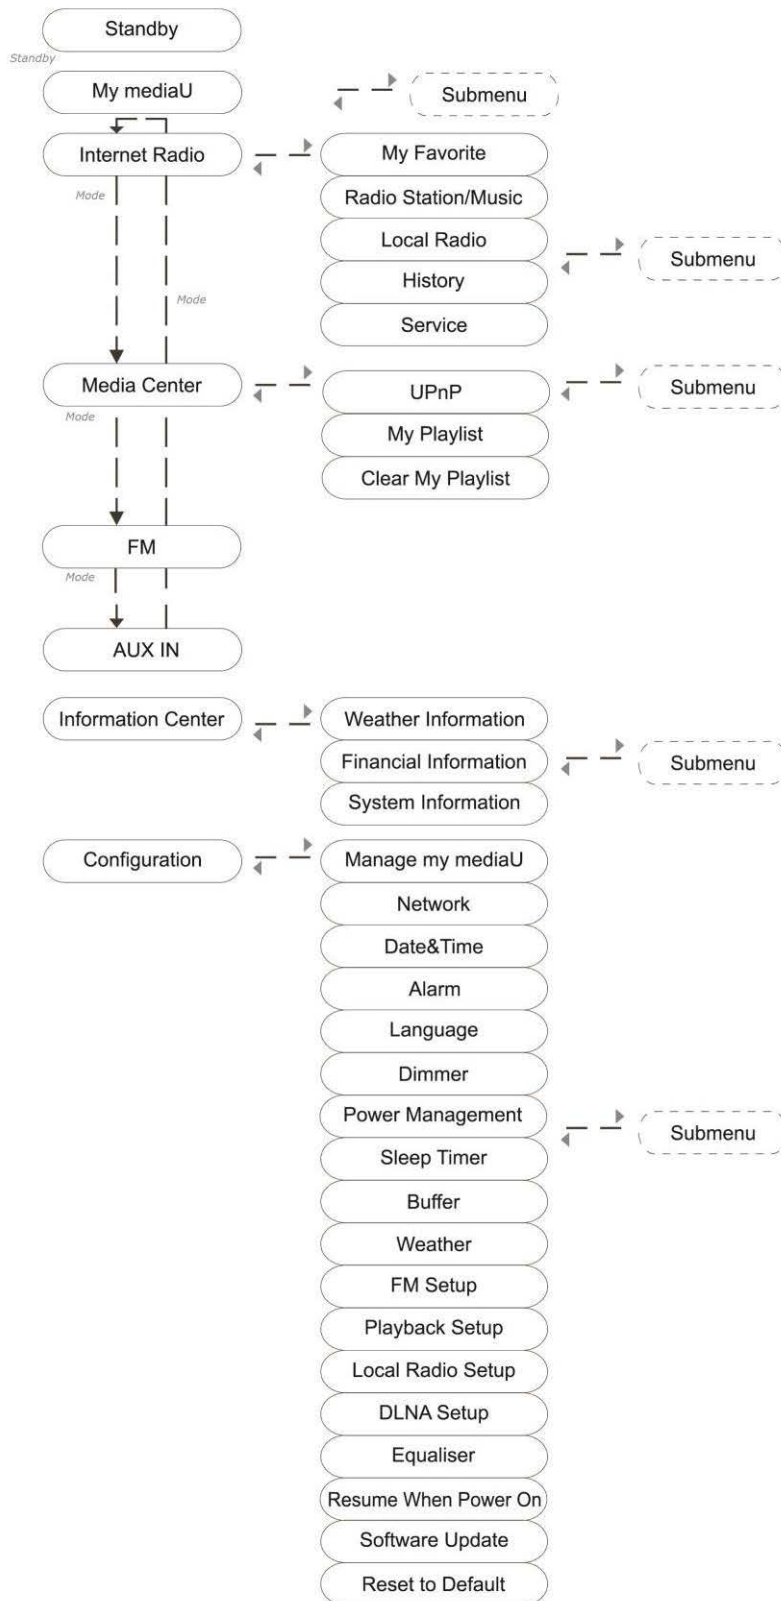 Standby
Standby
My mediaU
Submenu
Internet Radio
My Favorite
Mode
Radio Station/Music
Local Radio
Submenu
History
Mode
Service
Media Center
UPnP
Submenu
Mode
My Playlist
Clear My Playlist
FM
Mode
AUX IN
Information Center
Weather Information
Financial Information
Submenu
System Information
Configuration
Manage my mediaU
Network
Date&Time
Alarm
Language
Dimmer
Power Management
Submenu
Sleep Timer
Buffer
Weather
FM Setup
Playback Setup
Local Radio Setup
DLNA Setup
Equaliser
Resume When Power On
Software Update
Reset to Default